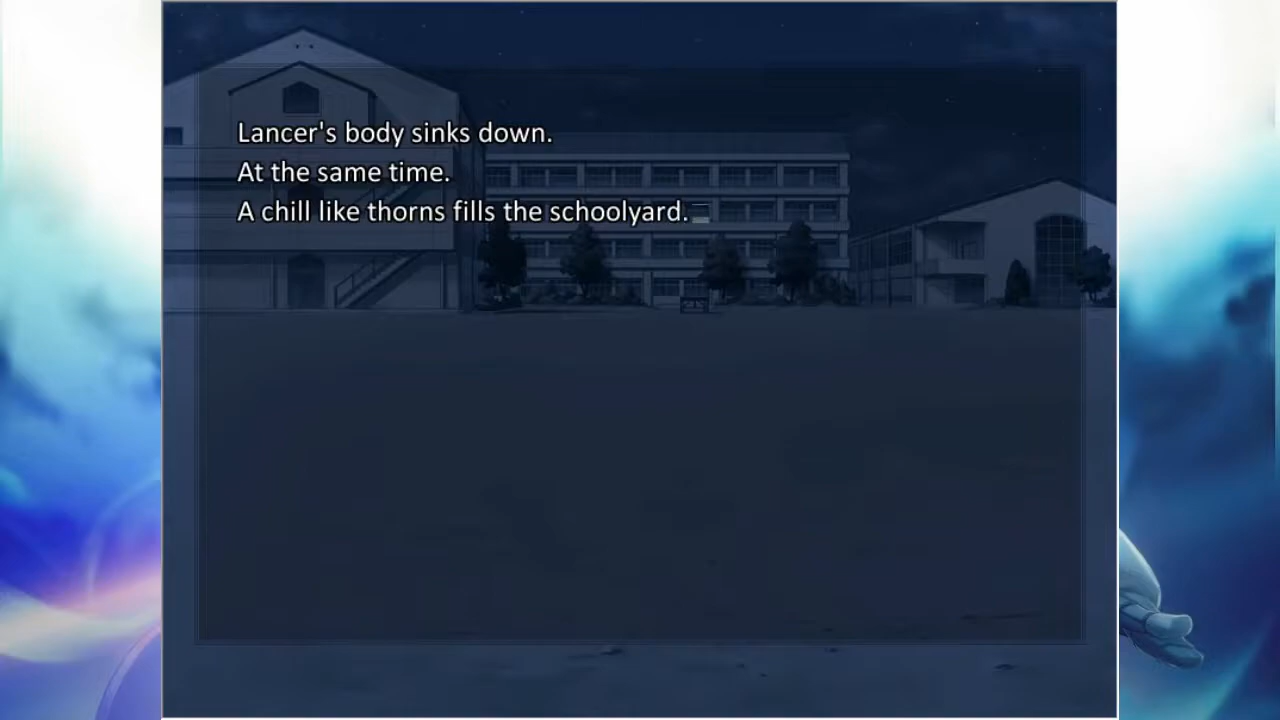 Lancer's body sinks down.
At the same time.
A chill like thorns fills the schoolyard.